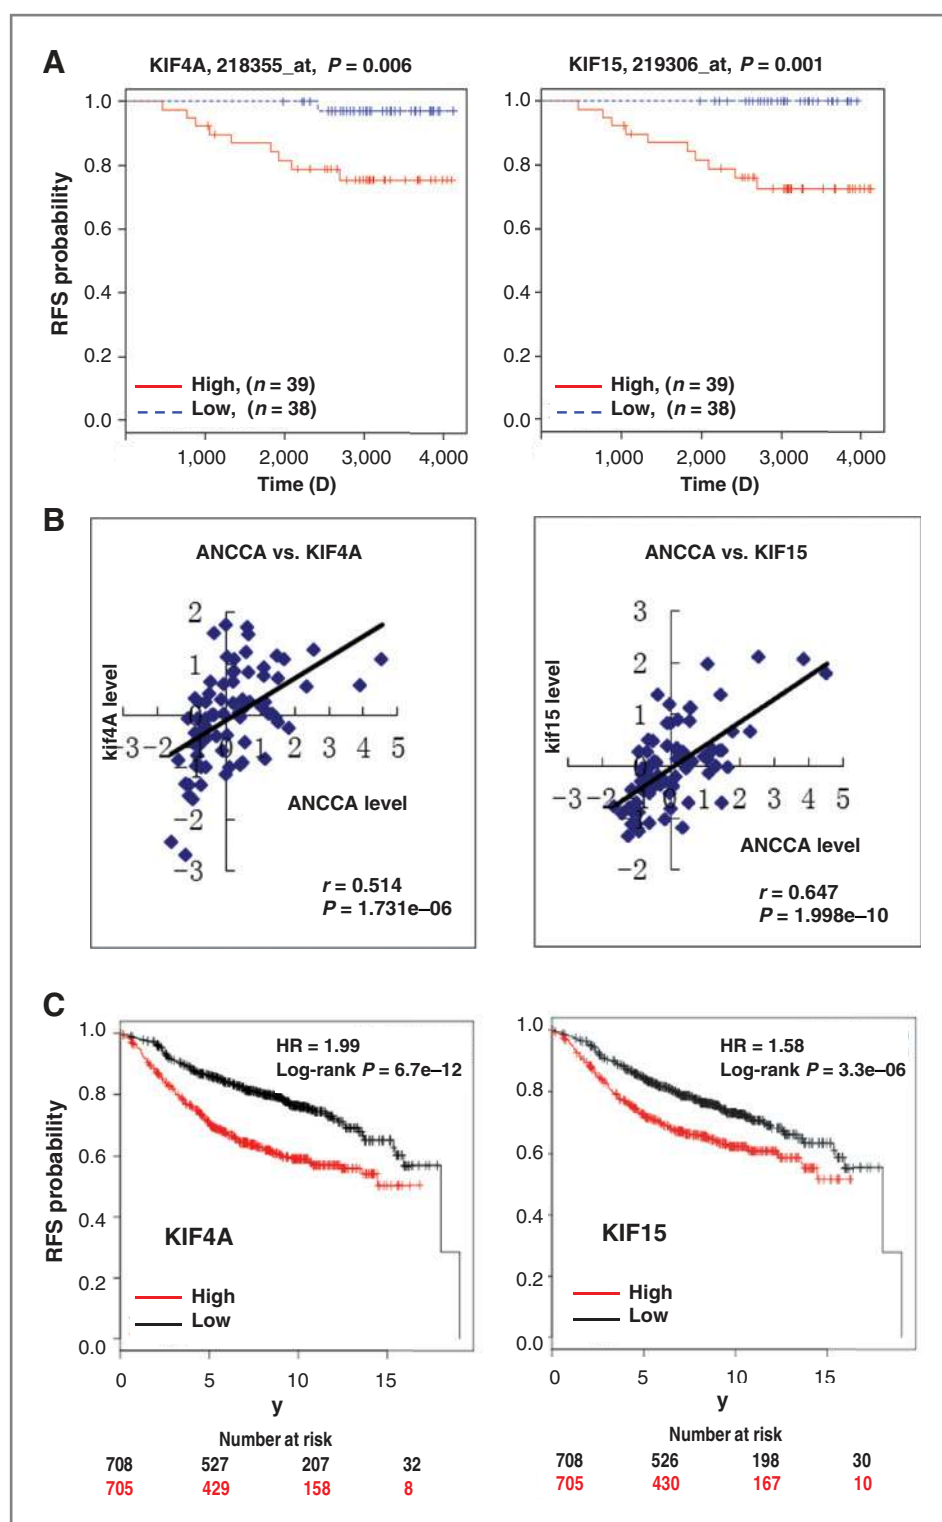 A
KIF4A, 218355_at, P = 0.006
KIF15, 219306_at, P = 0.001
RFS probability
1.0
0.8
0.6
0.4
0.2
0.0
High, (n = 39)
Low, (n = 38)
1,000 2,000 3,000 4,000
Time (D)
1.0
0.8
0.6
0.4
0.2
0.0
High, (n = 39)
Low, (n = 38)
1,000 2,000 3,000 4,000
Time (D)
B
ANCCA vs. KIF4A
kif4A level
2
1
−3 −2 0 1 3 4 5
−2
−3
ANCCA level
r = 0.514
P = 1.731e–06
ANCCA vs. KIF15
kif15 level
3
2
1
0
−3 −2 0 1 2 3 4 5
−2
ANCCA level
r = 0.647
P = 1.998e–10
C
RFS probability
1.0
0.8
0.6
0.4
0.2
0.0
HR = 1.99
Log-rank P = 6.7e–12
KIF4A
High
Low
0 5 10 15
y
Number at risk
708 527 207 32
705 429 158 8
1.0
0.8
0.6
0.4
0.2
0.0
HR = 1.58
Log-rank P = 3.3e–06
KIF15
High
Low
0 5 10 15
y
Number at risk
708 526 198 30
705 430 167 10